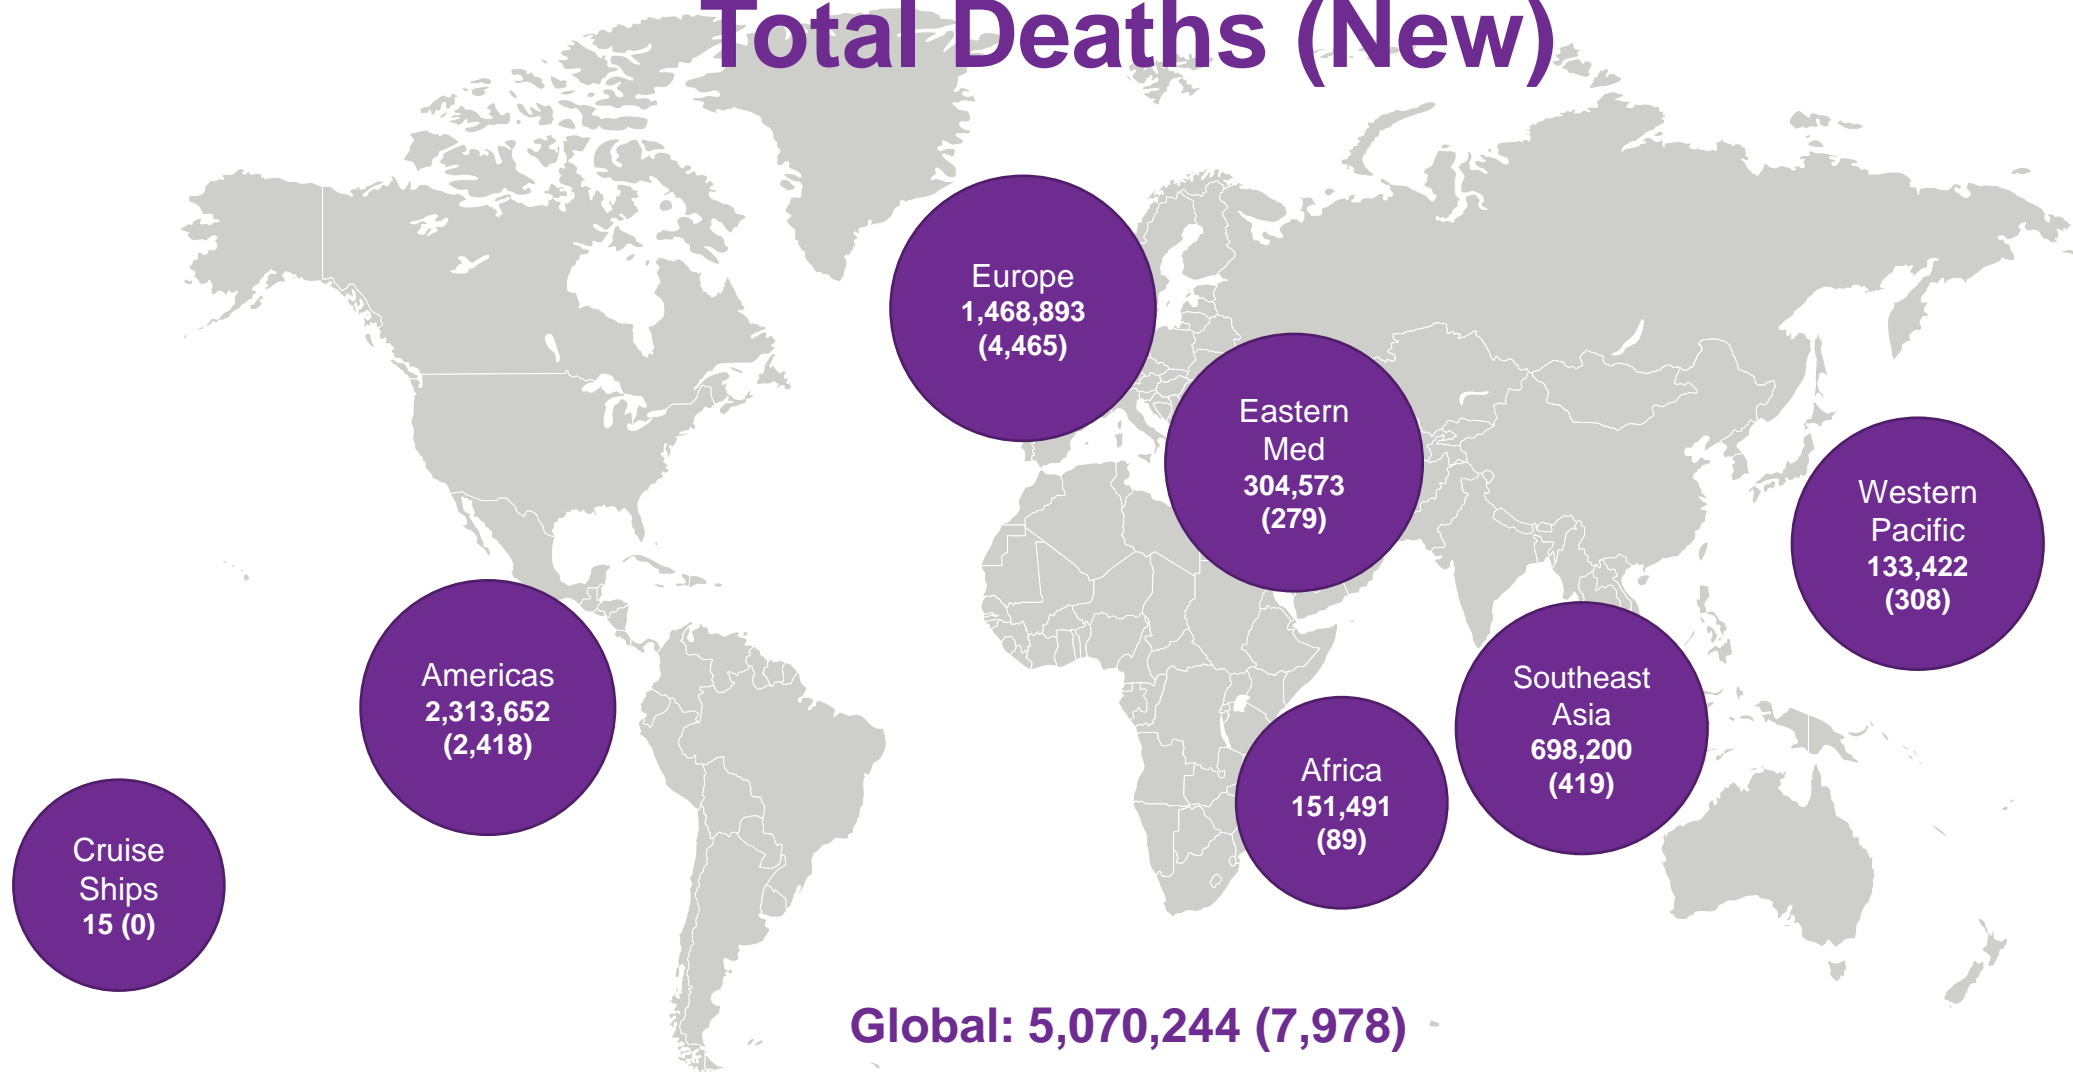 Total Deaths (New)
Europe
1,468,893
(4,465)
Eastern
Med
304,573
(279)
Western
Pacific
133,422
(308)
Americas
2,313,652
(2,418)
Southeast
Asia
698,200
(419)
Africa
151,491
(89)
Cruise
Ships
15 (0)
Global: 5,070,244 (7,978)